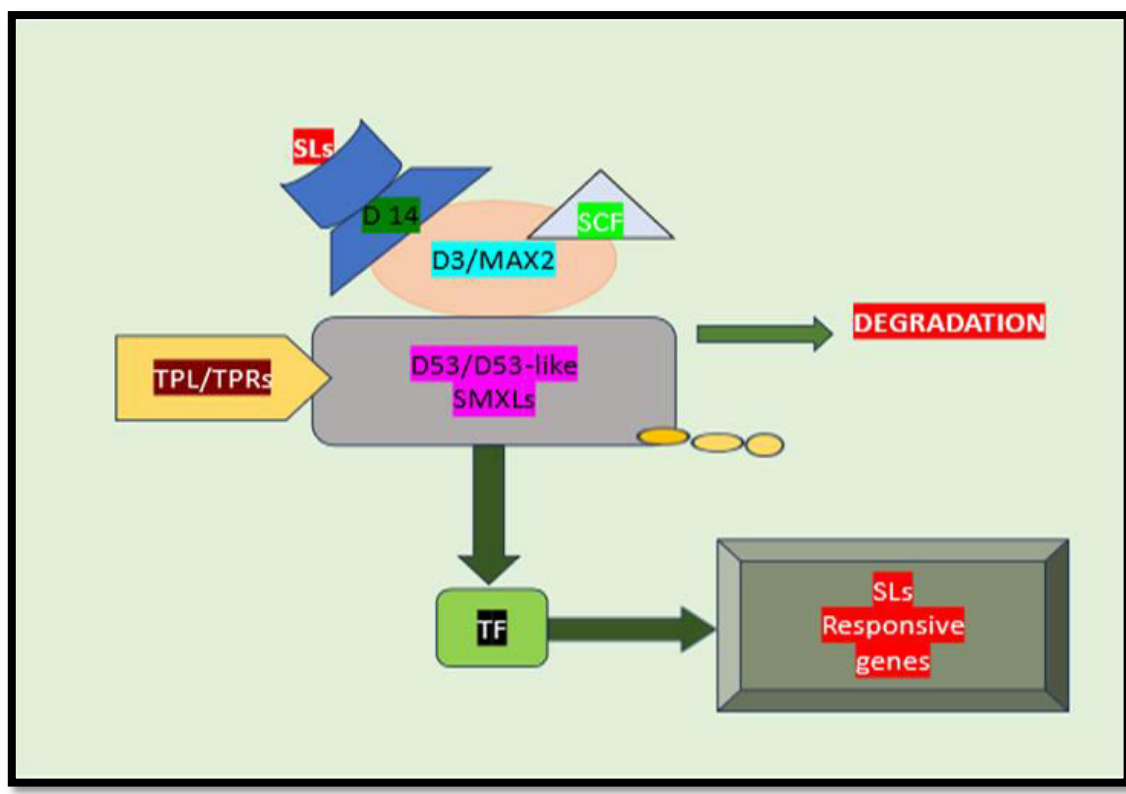 SLs
D 14
SCF
D3/MAX2
DEGRADATION
TPL/TPRs
D53/D53-like
SMXLs
TF
SLs
Responsive
genes